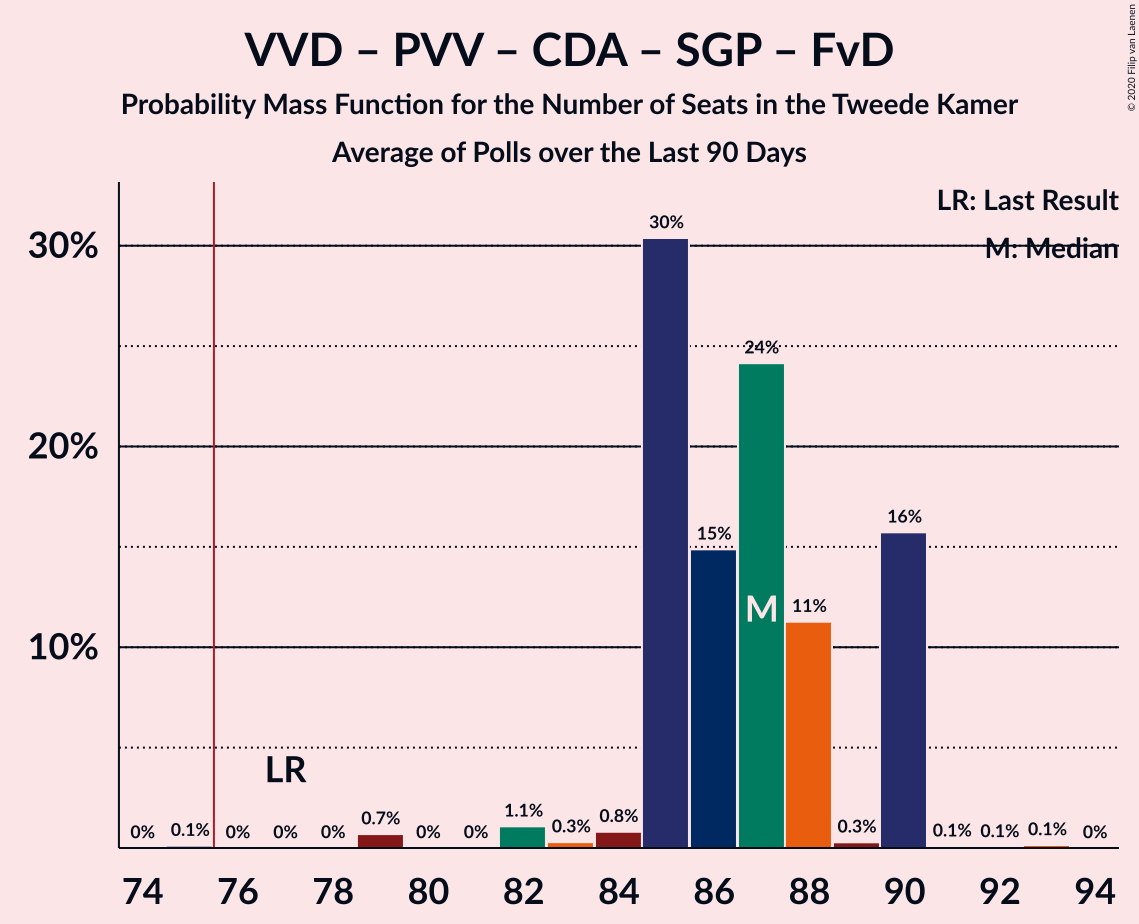 VVD – PVV – CDA – SGP – FvD
Probability Mass Function for the Number of Seats in the Tweede Kamer
Average of Polls over the Last 90 Days
© 2020 Filip van Laenen
LR: Last Result
M: Median
30%
20%
10%
0%
0.1%
0%
0%
0%
0.7%
0%
0%
1.1%
0.3%
0.8%
30%
15%
24%
11%
0.3%
16%
0.1%
0.1%
0.1%
0%
LR
M
74 76 78 80 82 84 86 88 90 92 94